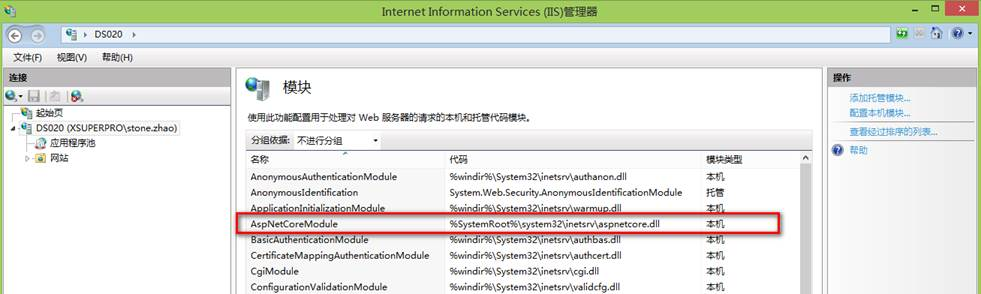 Internet Information Services (IIS)管理器
DS020
文件(F) 视图(V) 帮助(H)
连接
起始页
DS020 (XSUPERPRO\stone.zhao)
应用程序池
网站
模块
使用此功能配置用于处理对 Web 服务器的请求的本机和托管代码模块。
分组依据: 不进行分组
名称 代码 模块类型
AnonymousAuthenticationModule %windir%\System32\inetsrv\authanon.dll 本机
AnonymousIdentification System.Web.Security.AnonymousIdentificationModule 托管
ApplicationInitializationModule %windir%\System32\inetsrv\warmup.dll 本机
AspNetCoreModule %SystemRoot%\system32\inetsrv\aspnetcore.dll 本机
BasicAuthenticationModule %windir%\System32\inetsrv\authbas.dll 本机
CertificateMappingAuthenticationModule %windir%\System32\inetsrv\authcert.dll 本机
CgiModule %windir%\System32\inetsrv\cgi.dll 本机
ConfigurationValidationModule %windir%\System32\inetsrv\validcfg.dll 本机
操作
添加托管模块...
配置本机模块...
查看经过排序的列表...
帮助